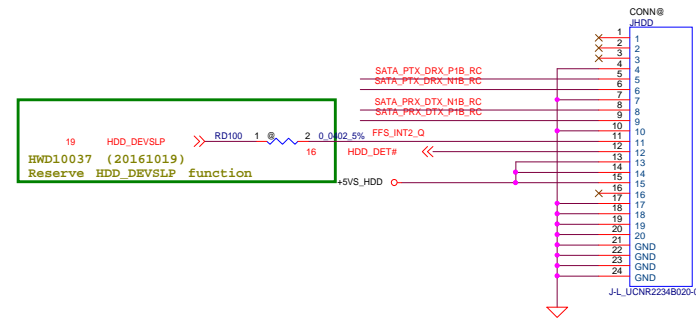 CONN@
JHDD
1 1
2 2
3 3
4 4
SATA_PTX_DRX_P1B_RC 5 5
SATA_PTX_DRX_N1B_RC 6 6
7 7
SATA_PRX_DTX_N1B_RC 8 8
SATA_PRX_DTX_P1B_RC 9 9
10 10
19 HDD_DEVSLP RD100 1 @ 2 0_0402_5% FFS_INT2_Q 11 11
16 HDD_DET# 12 12
HWD10037 (20161019)
Reserve HDD_DEVSLP function
13 13
14 14
+5VS_HDD 15 15
16 16
17 17
18 18
19 19
20 20
21 GND
22 GND
23 GND
24 GND
J-L_UCNR2234B020-0